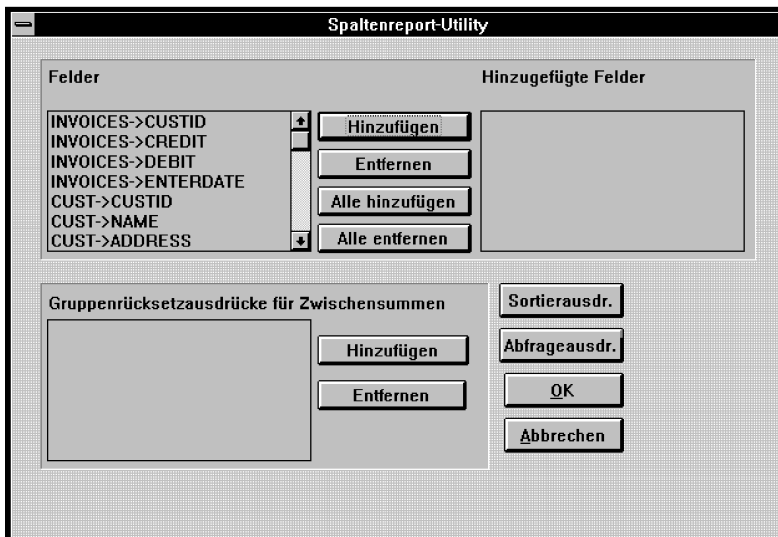 Spaltenreport-Utility
Felder
Hinzugefügte Felder
INVOICES->CUSTID
INVOICES->CREDIT
INVOICES->DEBIT
INVOICES->ENTERDATE
CUST->CUSTID
CUST->NAME
CUST->ADDRESS
Hinzufügen
Entfernen
Alle hinzufügen
Alle entfernen
Gruppenrücksetzausdrücke für Zwischensummen
Hinzufügen
Entfernen
Sortierausdr.
Abfrageausdr.
OK
Abbrechen